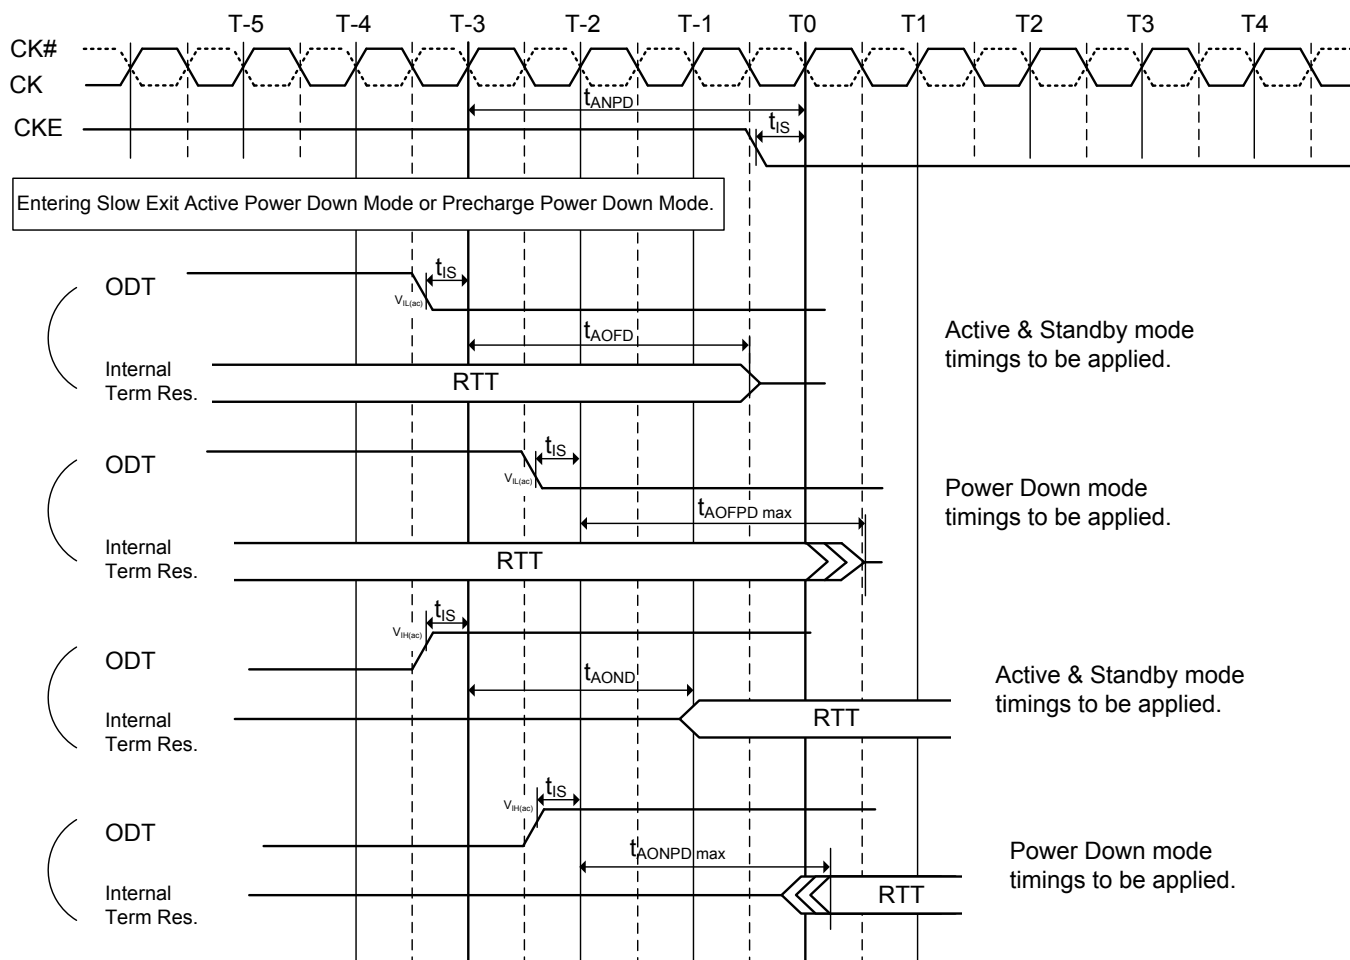 T-5 T-4 T-3 T-2 T-1 T0 T1 T2 T3 T4
CK#
CK
tANPD
CKE
tIS
Entering Slow Exit Active Power Down Mode or Precharge Power Down Mode.
tIS
ODT
VIL(ac)
tAOFD
Active & Standby mode
timings to be applied.
Internal
Term Res.
RTT
tIS
ODT
VIL(ac)
tAOFPD max
Power Down mode
timings to be applied.
Internal
Term Res.
RTT
tIS
VIH(ac)
ODT
tAOND
Active & Standby mode
timings to be applied.
Internal
Term Res.
RTT
tIS
VIH(ac)
ODT
tAONPD max
Power Down mode
timings to be applied.
Internal
Term Res.
RTT